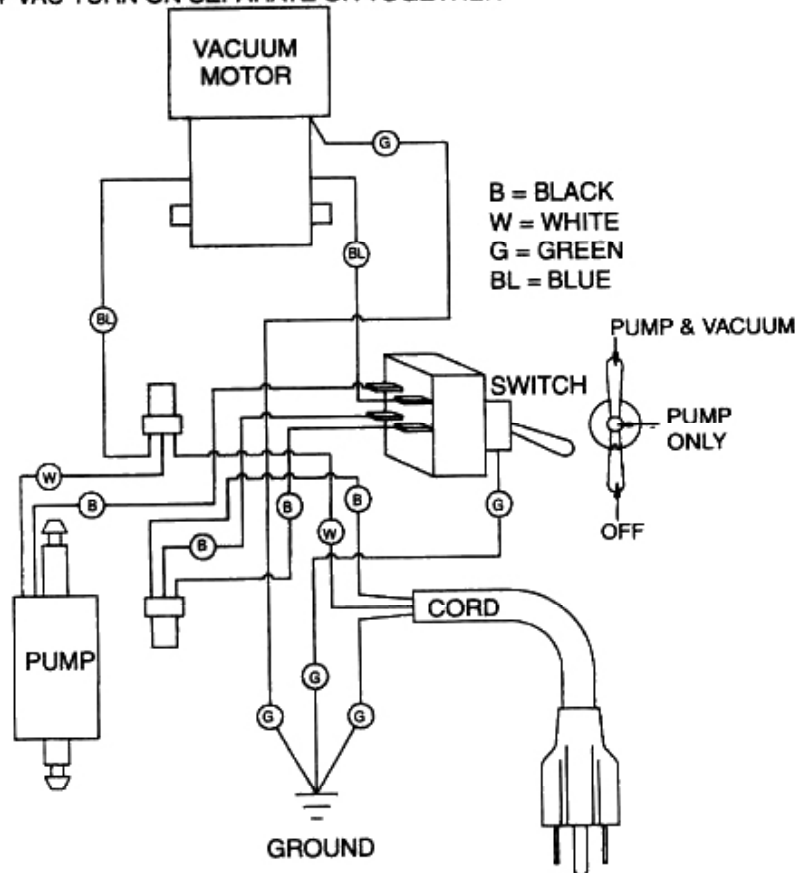 VACUUM
MOTOR
G
B = BLACK
W = WHITE
G = GREEN
BL = BLUE
BL
BL
PUMP & VACUUM
SWITCH
PUMP
ONLY
W
B
B
B
G
OFF
W
B
CORD
PUMP
G
G
G
GROUND